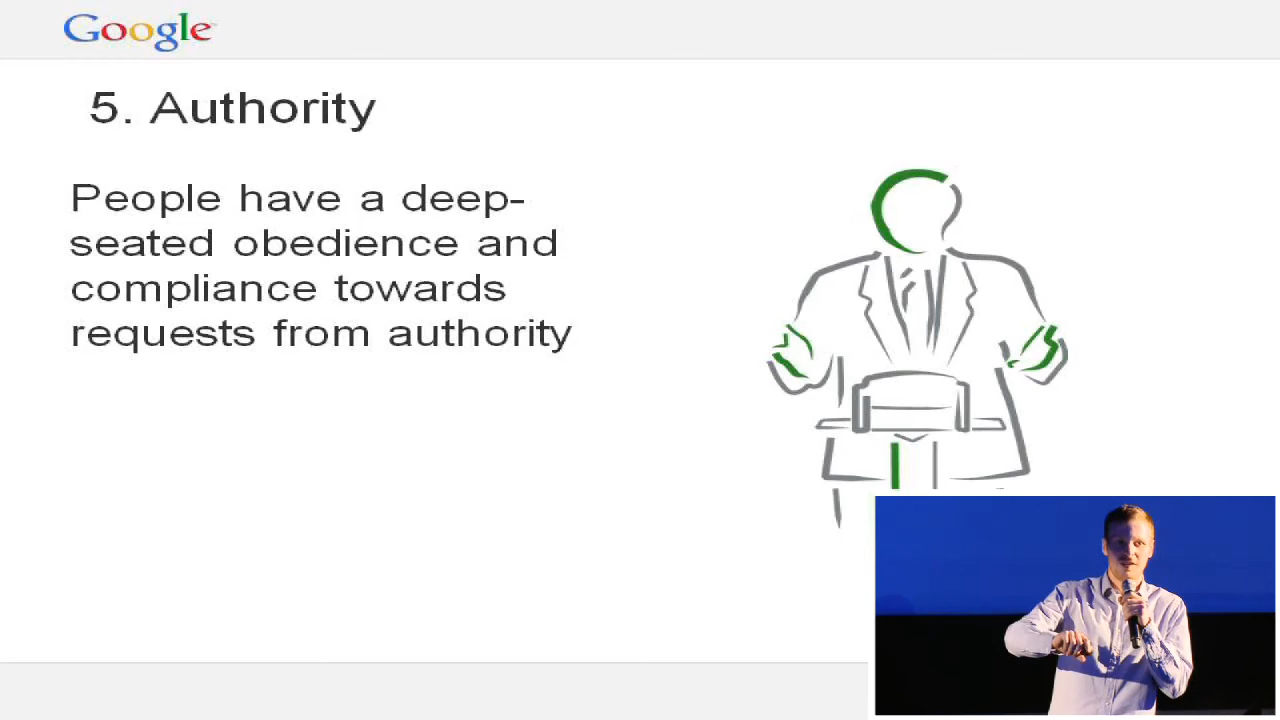 Google
5. Authority
People have a deep-
seated obedience and
compliance towards
requests from authority